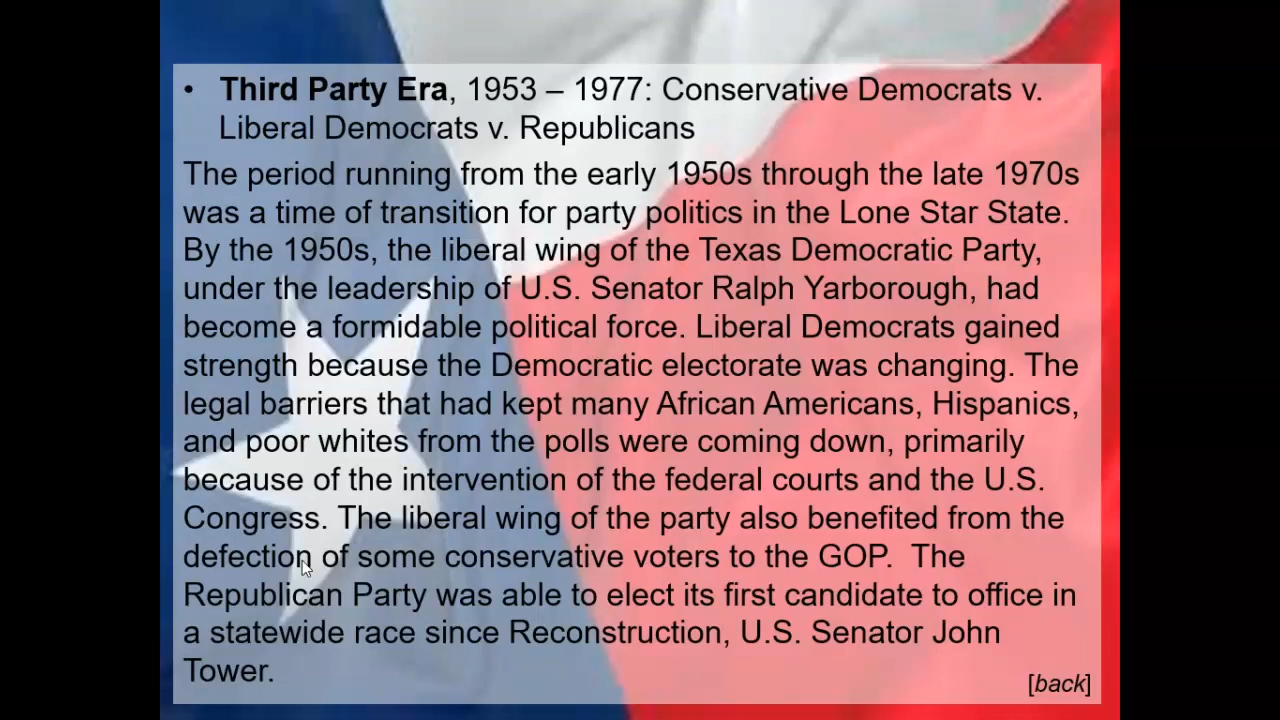 • Third Party Era, 1953 – 1977: Conservative Democrats v.
Liberal Democrats v. Republicans
The period running from the early 1950s through the late 1970s
was a time of transition for party politics in the Lone Star State.
By the 1950s, the liberal wing of the Texas Democratic Party,
under the leadership of U.S. Senator Ralph Yarborough, had
become a formidable political force. Liberal Democrats gained
strength because the Democratic electorate was changing. The
legal barriers that had kept many African Americans, Hispanics,
and poor whites from the polls were coming down, primarily
because of the intervention of the federal courts and the U.S.
Congress. The liberal wing of the party also benefited from the
defection of some conservative voters to the GOP.  The
Republican Party was able to elect its first candidate to office in
a statewide race since Reconstruction, U.S. Senator John
Tower.
[back]